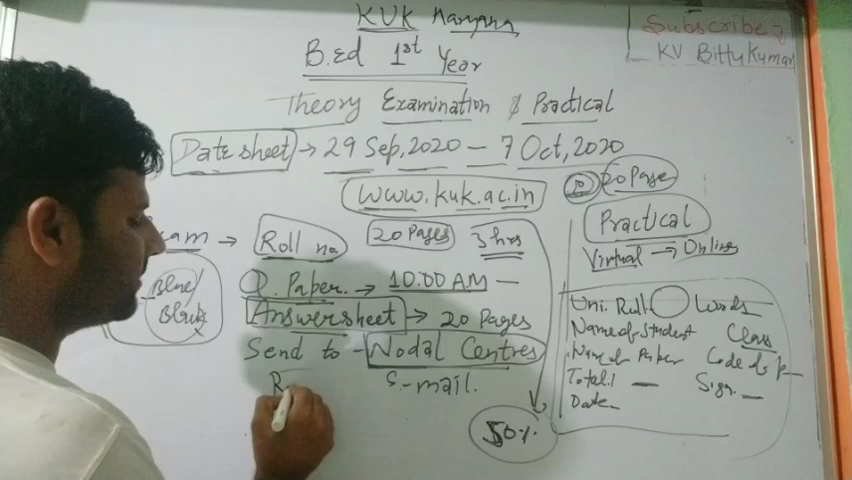 KVK Haryana
Subscribe
KV Bittu Kumar
B.ed 1st Year
Theory Examination & Practical
Date sheet → 29 Sep, 2020 — 7 Oct, 2020
www.kuk.ac.in
20 Page
Practical
Virtual → Online
am → Roll no. 20 Pages 3 hrs
Blue/
Black
Q. Paper. → 10:00 AM —
Answersheet → 20 Pages
Send to - Nodal Centres
E-mail.
R
50%
Uni. Roll Words
Name of Student Class
Name of Paper Code of P
Total. —
Sign. —
Date —